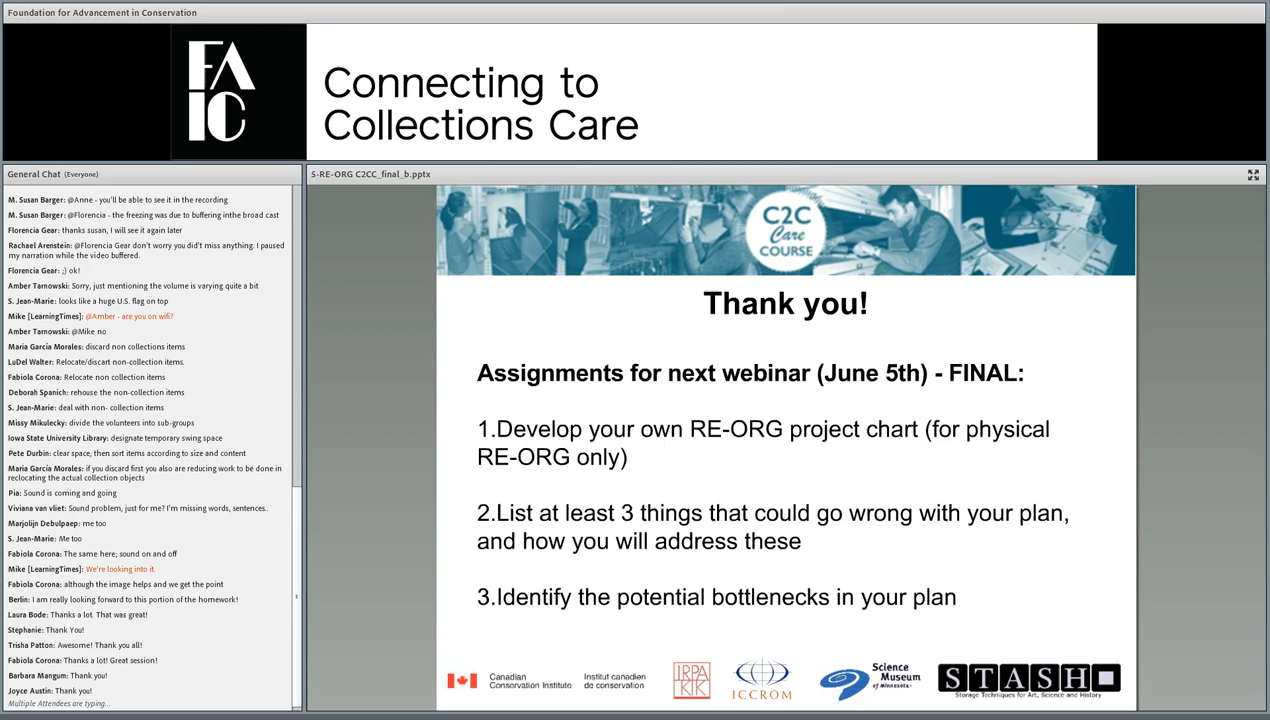 Foundation for Advancement in Conservation
FA
IC
Connecting to
Collections Care
General Chat (Everyone)
M. Susan Barger: @Anne - you'll be able to see it in the recording
M. Susan Barger: @Florencia - the freezing was due to buffering inthe broad cast
Florencia Gear: thanks susan, I will see it again later
Rachael Arenstein: @Florencia Gear don't worry you did't miss anything. I paused
my narration while the video buffered.
Florencia Gear: ;) ok!
Amber Tarnowski: Sorry, just mentioning the volume is varying quite a bit
S. Jean-Marie: looks like a huge U.S. flag on top
Mike [LearningTimes]: @Amber - are you on wifi?
Amber Tarnowski: @Mike no
Maria García Morales: discard non collections items
LuDel Walter: Relocate/discart non-collection items.
Fabiola Corona: Relocate non collection items
Deborah Spanich: rehouse the non-collection items
S. Jean-Marie: deal with non- collection items
Missy Mikulecky: divide the volunteers into sub-groups
Iowa State University Library: designate temporary swing space
Pete Durbin: clear space, then sort items according to size and content
Maria García Morales: if you discard first you also are reducing work to be done in
reclocating the actual collection objects
Pia: Sound is coming and going
Viviana van vliet: Sound problem, just for me? I'm missing words, sentences..
Marjolijn Debulpaep: me too
S. Jean-Marie: Me too
Fabiola Corona: The same here; sound on and off
Mike [LearningTimes]: We're looking into it.
Fabiola Corona: although the image helps and we get the point
Berlin: I am really looking forward to this portion of the homework!
Laura Bode: Thanks a lot. That was great!
Stephanie: Thank You!
Trisha Patton: Awesome! Thank you all!
Fabiola Corona: Thanks a lot! Great session!
Barbara Mangum: Thank you!
Joyce Austin: Thank you!
Multiple Attendees are typing...
5-RE-ORG C2CC_final_b.pptx
C2C
Care
COURSE
Thank you!
Assignments for next webinar (June 5th) - FINAL:
1.Develop your own RE-ORG project chart (for physical
RE-ORG only)
2.List at least 3 things that could go wrong with your plan,
and how you will address these
3.Identify the potential bottlenecks in your plan
Canadian Institut canadien
Conservation Institute de conservation
IRPA
KIK
ICCROM
Science
Museum
of Minnesota
STASH
Storage Techniques for Art, Science and History